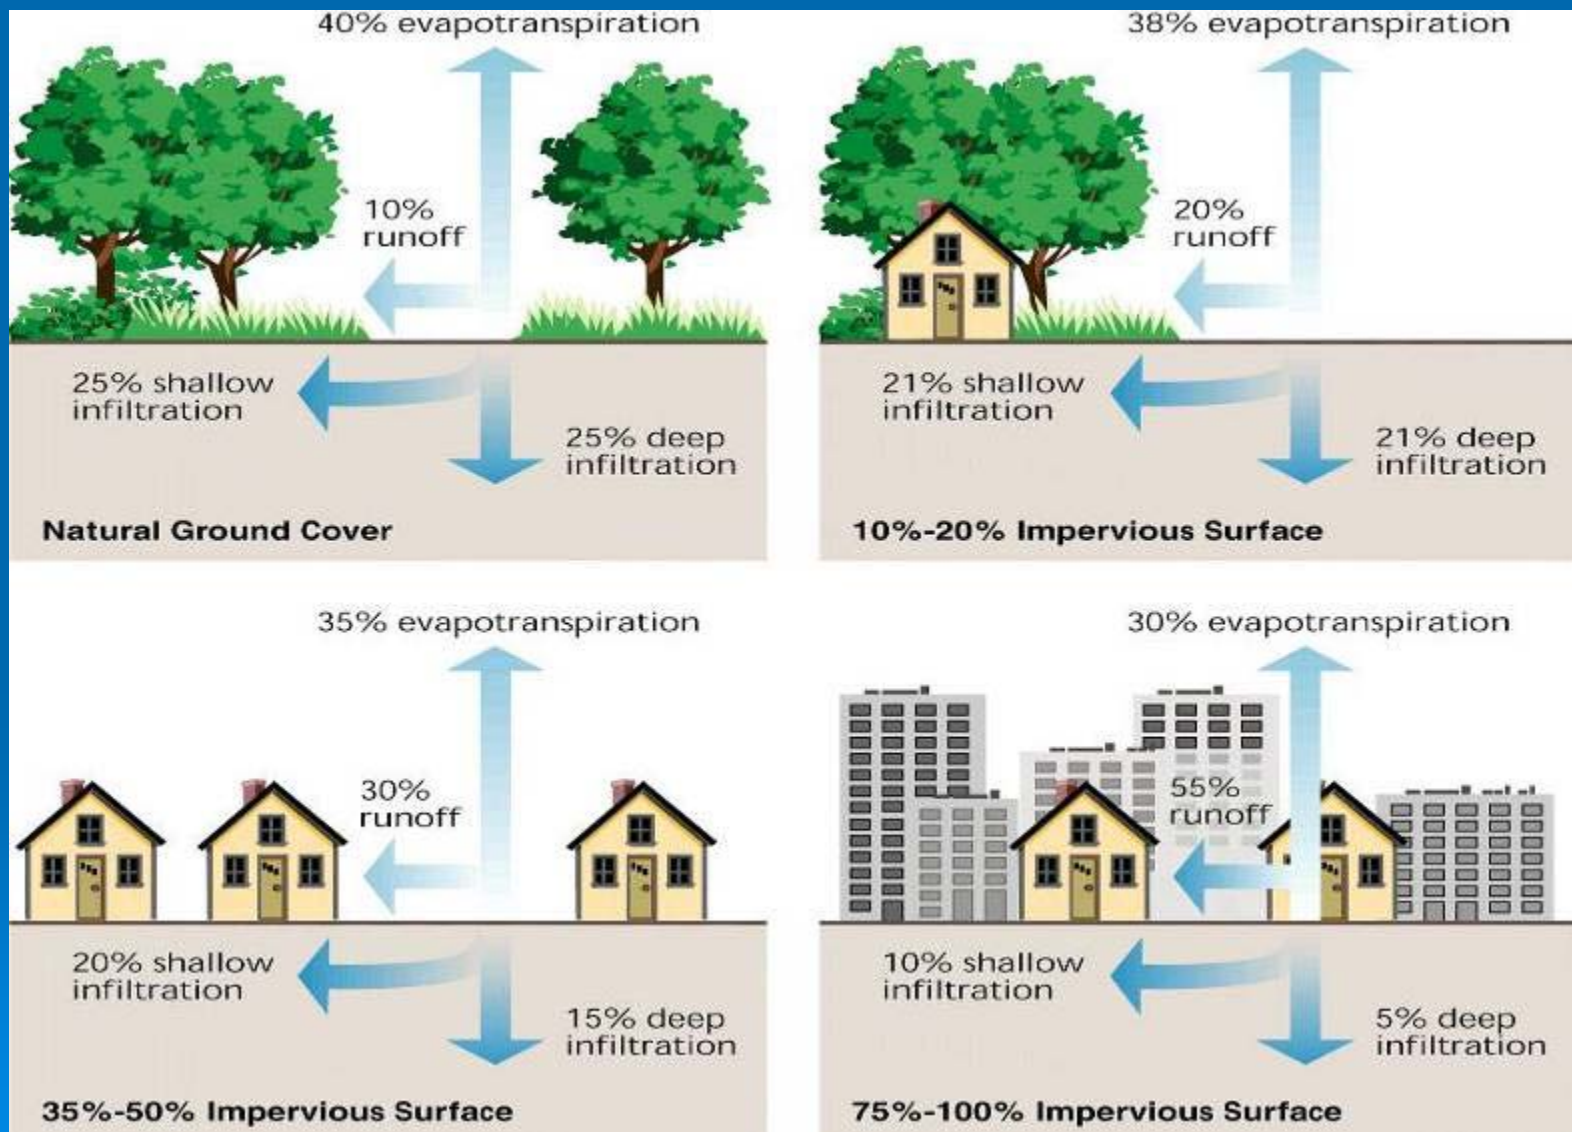 40% evapotranspiration
10%
runoff
25% shallow
infiltration
25% deep
infiltration
Natural Ground Cover
38% evapotranspiration
20%
runoff
21% shallow
infiltration
21% deep
infiltration
10%-20% Impervious Surface
35% evapotranspiration
30%
runoff
20% shallow
infiltration
15% deep
infiltration
35%-50% Impervious Surface
30% evapotranspiration
55%
runoff
10% shallow
infiltration
5% deep
infiltration
75%-100% Impervious Surface